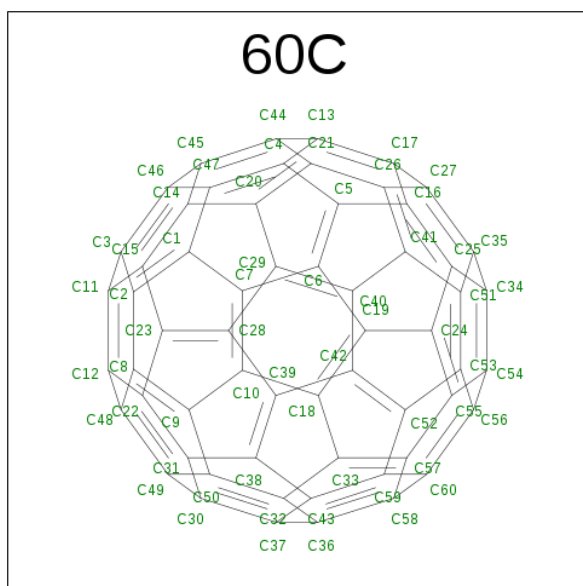 60C
C44 C13
C45 C4 C21 C17
C46 C47 C26 C27
C14 C20 C5 C16
C3 C15 C1 C41 C25 C35
C29
C11 C2 C7 C6 C40 C51 C34
C19
C23 C28 C24
C12 C8 C42 C53 C54
C39
C48 C22 C9 C10 C18 C52 C55 C56
C31 C57
C49 C38 C33 C60
C50 C59
C30 C32 C43 C58
C37 C36